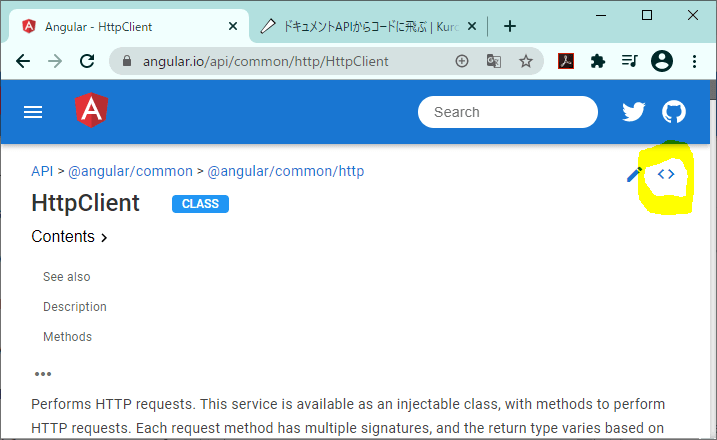 Angular - HttpClient
ドキュメントAPIからコードに飛ぶ | Kuro
angular.io/api/common/http/HttpClient
Search
API > @angular/common > @angular/common/http
<>
HttpClient CLASS
Contents >
See also
Description
Methods
•••
Performs HTTP requests. This service is available as an injectable class, with methods to perform
HTTP requests. Each request method has multiple signatures, and the return type varies based on